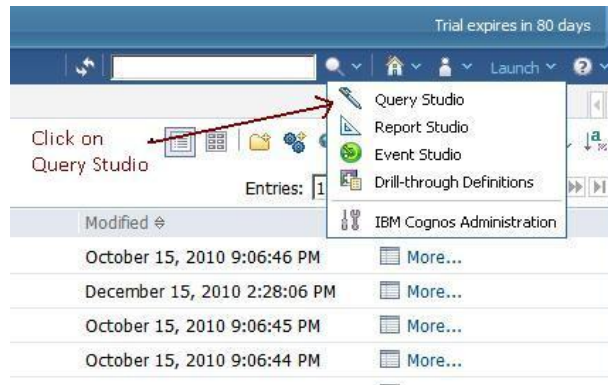 Trial expires in 80 days
Launch
Query Studio
Report Studio
Event Studio
Drill-through Definitions
IBM Cognos Administration
Click on
Query Studio
Entries: 1
Modified
October 15, 2010 9:06:46 PM More...
December 15, 2010 2:28:06 PM More...
October 15, 2010 9:06:45 PM More...
October 15, 2010 9:06:44 PM More...